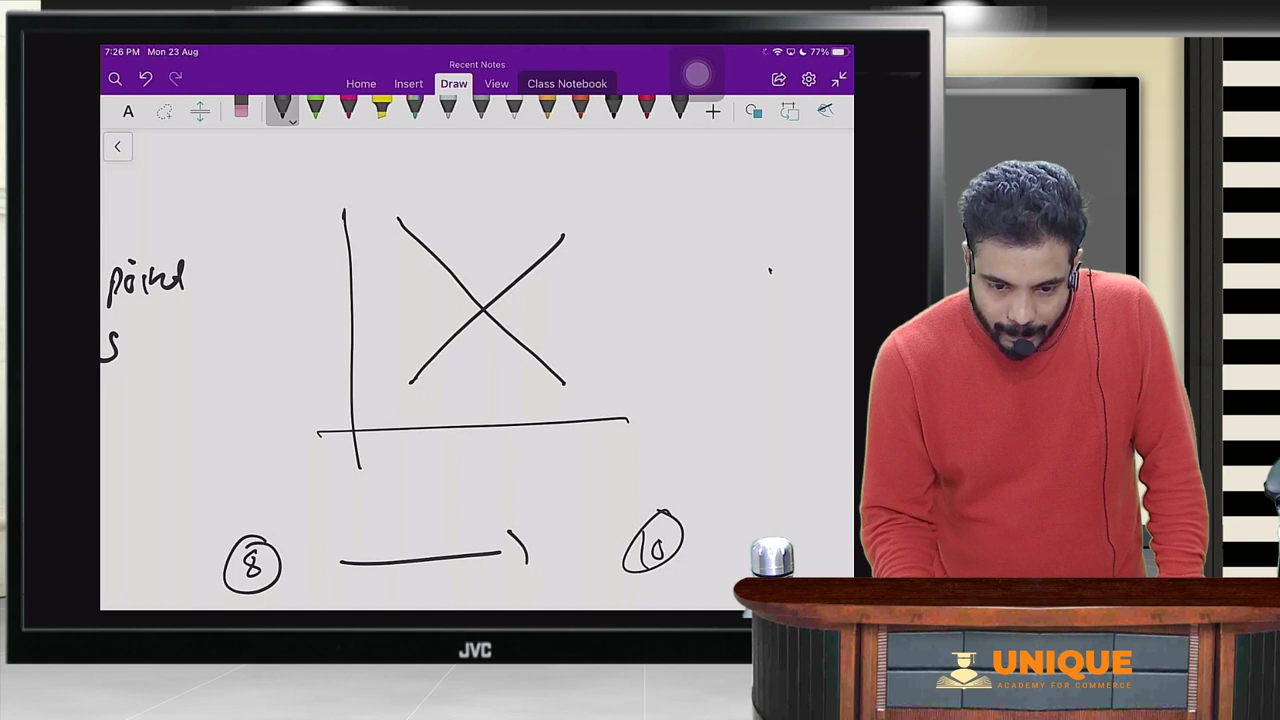 7:26 PM Mon 23 Aug
77%
Recent Notes
Home Insert Draw View Class Notebook
A
point
s
8
10
JVC
UNIQUE
ACADEMY FOR COMMERCE